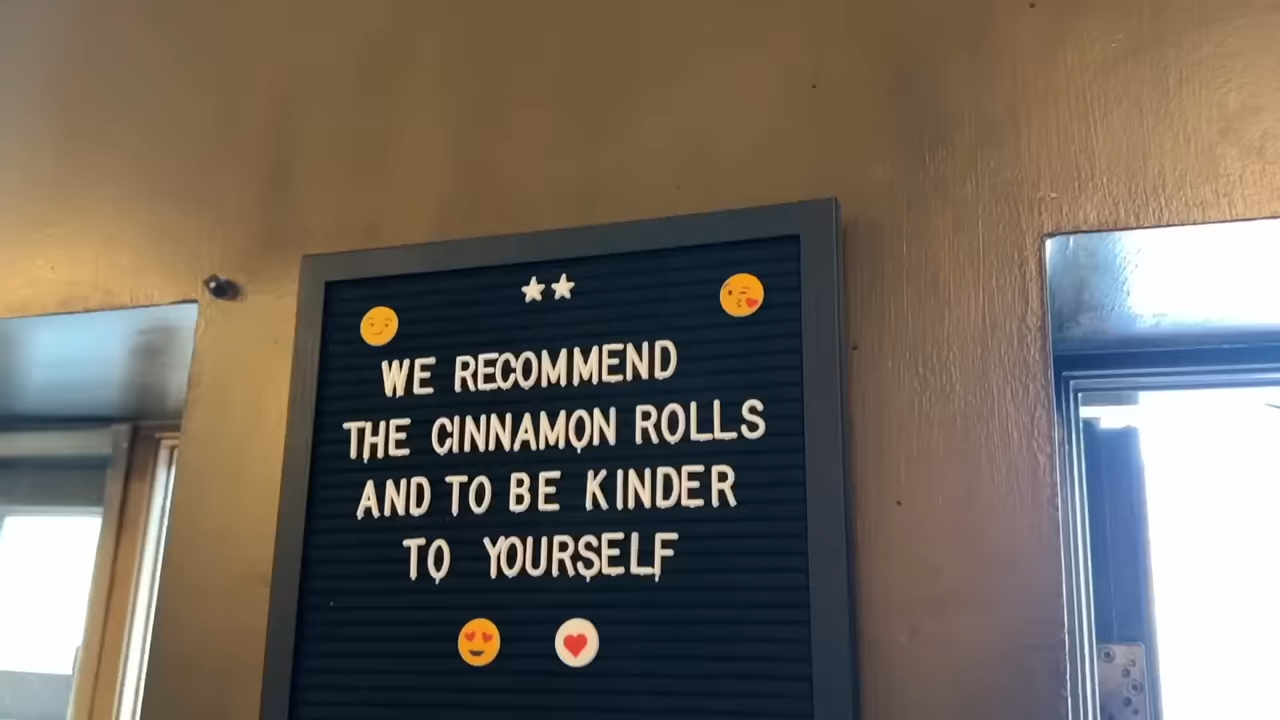 WE RECOMMEND
THE CINNAMON ROLLS
AND TO BE KINDER
TO YOURSELF